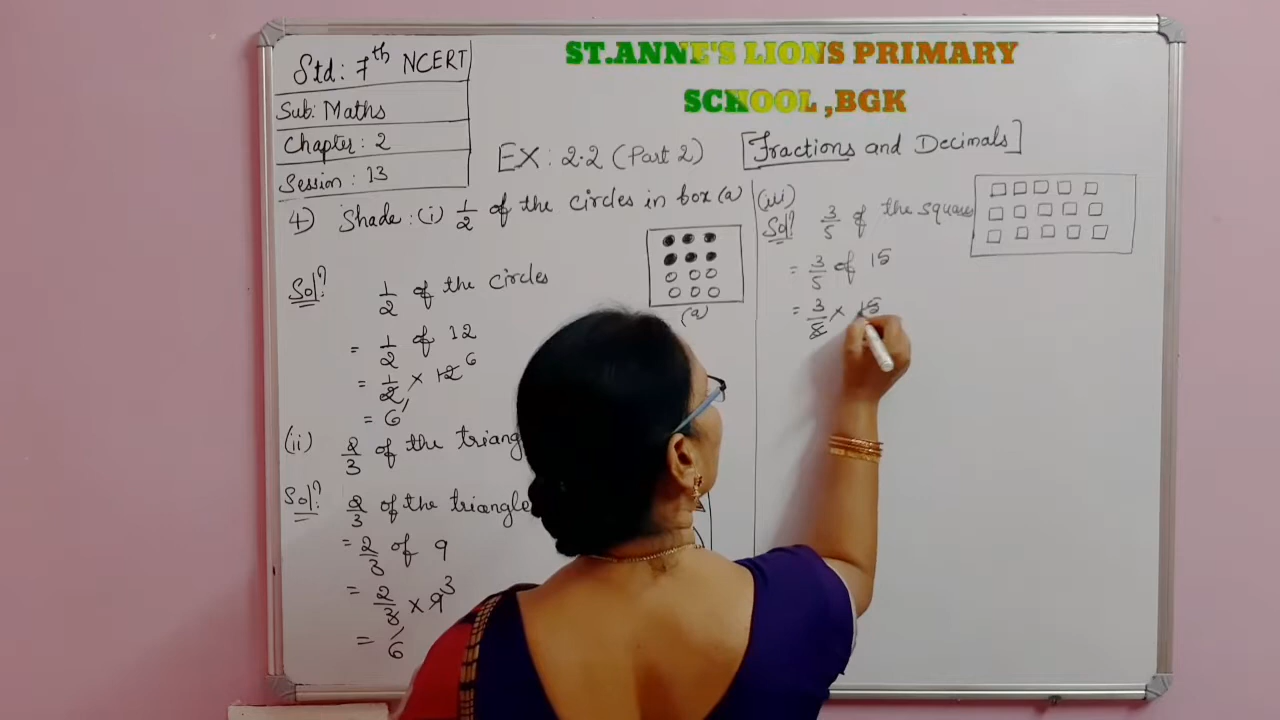 ST.ANNE'S LIONS PRIMARY
SCHOOL ,BGK
Std: 7th NCERT
Sub: Maths
Chapter: 2
Session: 13
EX: 2.2 (Part 2) [Fractions and Decimals]
4) Shade: (i) 1/2 of the circles in box (a)
(a)
Sol?
1/2 of the circles
= 1/2 of 12
= 1/2 × 12 6
= 6
(ii) 2/3 of the
Sol? 2/3 of the triangle
= 2/3 of 9
= 2/3 × 9 3
= 6
(iii)
Sol? 3/5 of the squares
= 3/5 of 15
= 3/5 × 15